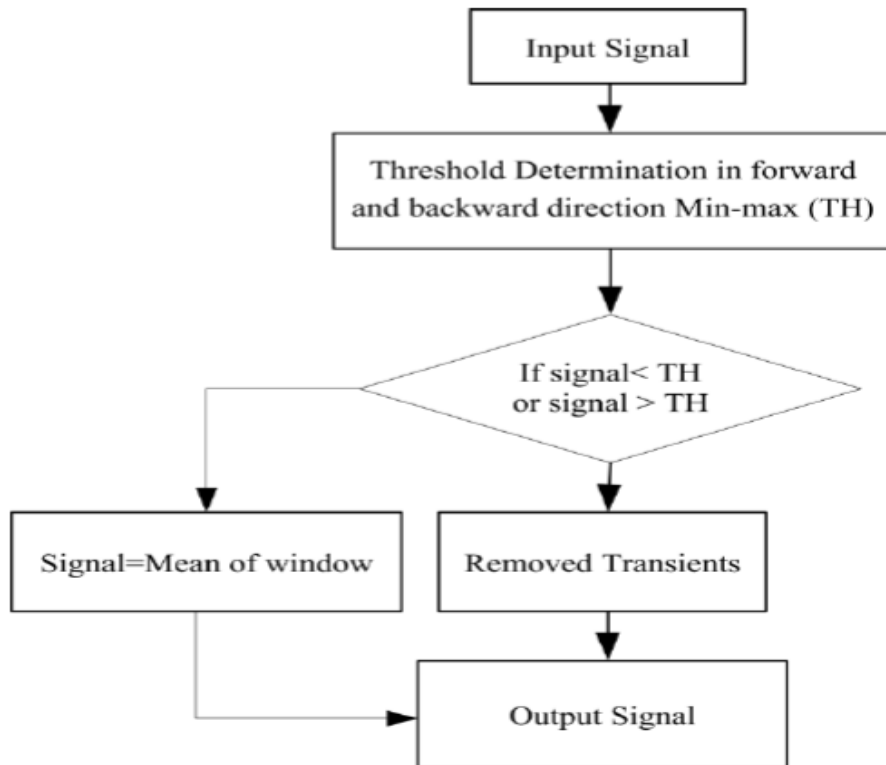 Input Signal
Threshold Determination in forward
and backward direction Min-max (TH)
If signal< TH
or signal > TH
Signal=Mean of window
Removed Transients
Output Signal